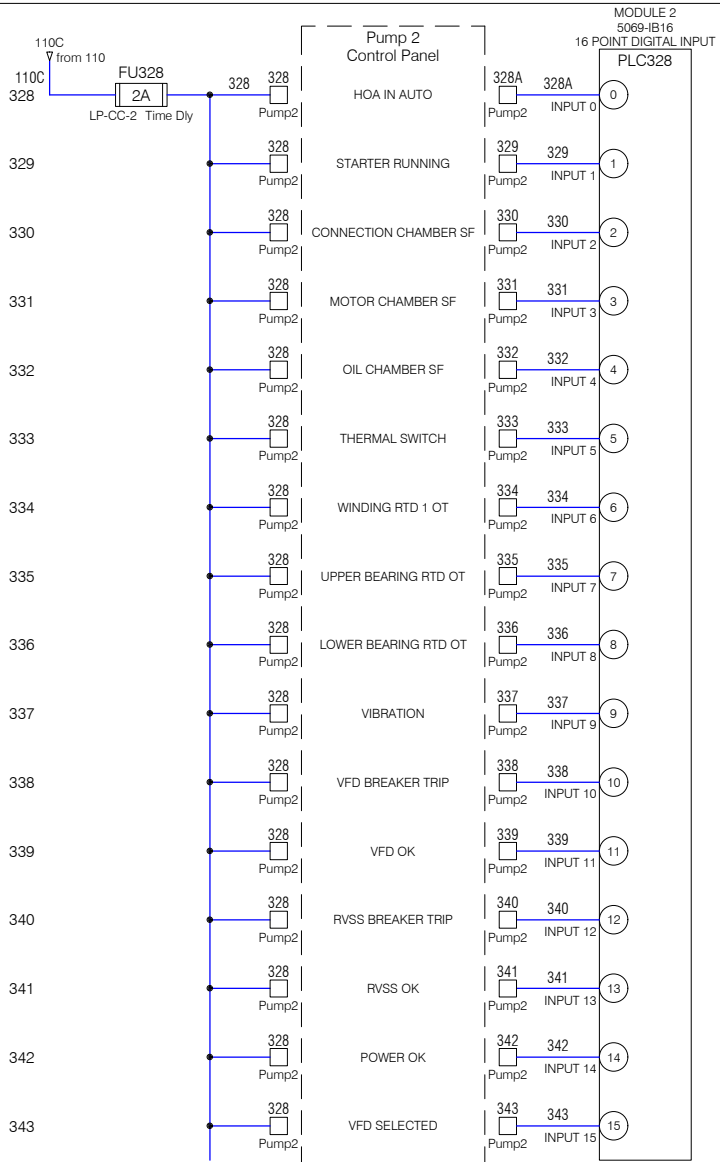 MODULE 2
5069-IB16
16 POINT DIGITAL INPUT
PLC328
Pump 2
Control Panel
110C
from 110
110C
FU328
2A
LP-CC-2 Time Dly
328 328 328 HOA IN AUTO 328A 328A 0
Pump2 Pump2 INPUT 0
329 328 STARTER RUNNING 329 329 1
Pump2 Pump2 INPUT 1
330 328 CONNECTION CHAMBER SF 330 330 2
Pump2 Pump2 INPUT 2
331 328 MOTOR CHAMBER SF 331 331 3
Pump2 Pump2 INPUT 3
332 328 OIL CHAMBER SF 332 332 4
Pump2 Pump2 INPUT 4
333 328 THERMAL SWITCH 333 333 5
Pump2 Pump2 INPUT 5
334 328 WINDING RTD 1 OT 334 334 6
Pump2 Pump2 INPUT 6
335 328 UPPER BEARING RTD OT 335 335 7
Pump2 Pump2 INPUT 7
336 328 LOWER BEARING RTD OT 336 336 8
Pump2 Pump2 INPUT 8
337 328 VIBRATION 337 337 9
Pump2 Pump2 INPUT 9
338 328 VFD BREAKER TRIP 338 338 10
Pump2 Pump2 INPUT 10
339 328 VFD OK 339 339 11
Pump2 Pump2 INPUT 11
340 328 RVSS BREAKER TRIP 340 340 12
Pump2 Pump2 INPUT 12
341 328 RVSS OK 341 341 13
Pump2 Pump2 INPUT 13
342 328 POWER OK 342 342 14
Pump2 Pump2 INPUT 14
343 328 VFD SELECTED 343 343 15
Pump2 Pump2 INPUT 15